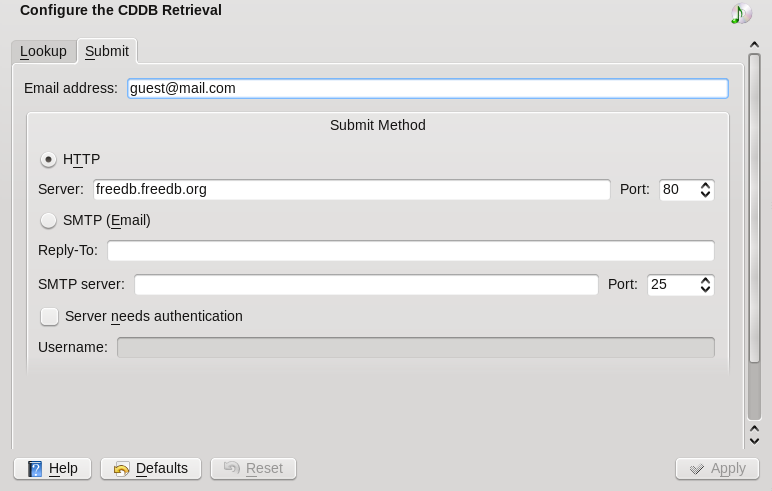 Configure the CDDB Retrieval
Lookup Submit
Email address: guest@mail.com
Submit Method
HTTP
Server: freedb.freedb.org Port: 80
SMTP (Email)
Reply-To:
SMTP server: Port: 25
Server needs authentication
Username:
Help Defaults Reset Apply